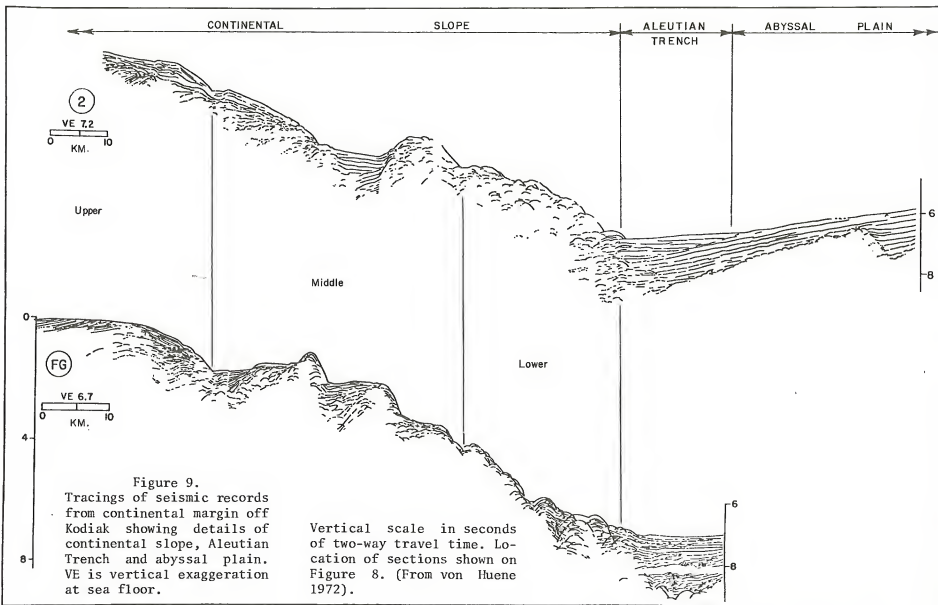 CONTINENTAL SLOPE ALEUTIAN TRENCH ABYSSAL PLAIN
2
VE 7.2
0 10
KM.
Upper
6
8
Middle
0
FG
VE 6.7
0 10
KM.
Lower
4
8
6
8
Figure 9.
Tracings of seismic records
from continental margin off
Kodiak showing details of
continental slope, Aleutian
Trench and abyssal plain.
VE is vertical exaggeration
at sea floor.
Vertical scale in seconds
of two-way travel time. Lo-
cation of sections shown on
Figure 8. (From von Huene
1972).